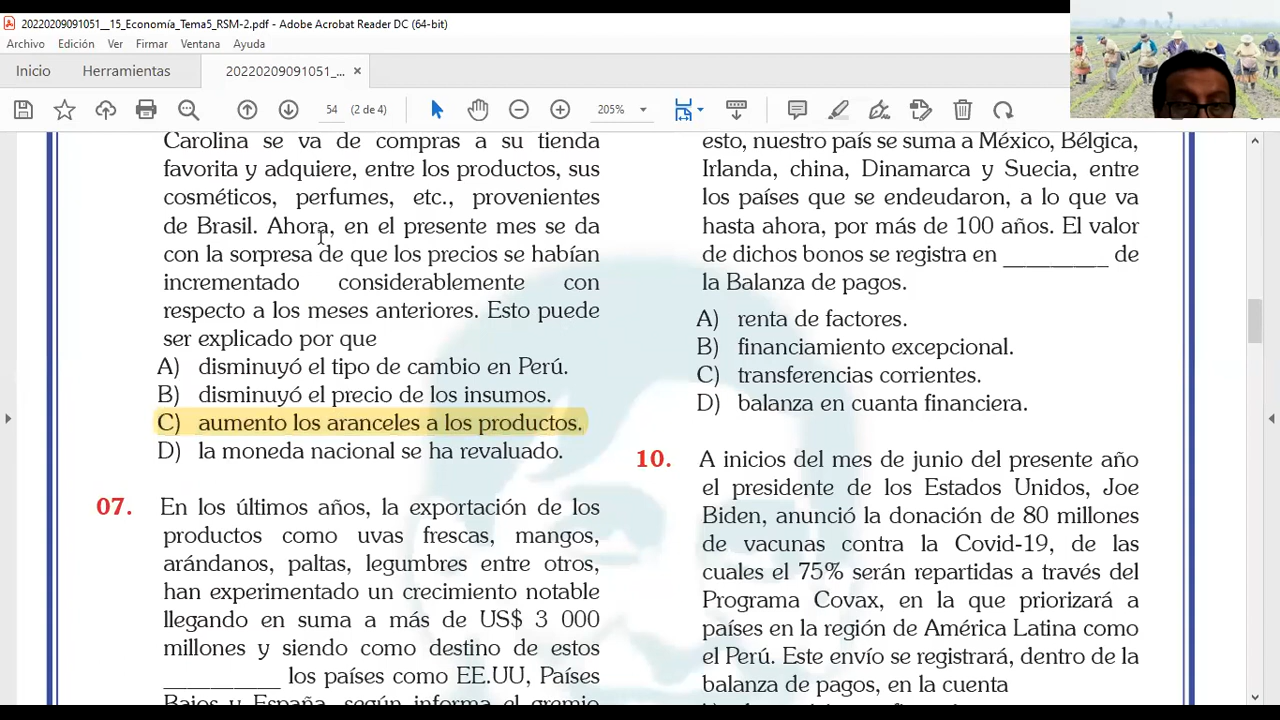 20220209091051__15_Economía_Tema5_RSM-2.pdf - Adobe Acrobat Reader DC (64-bit)
Archivo Edición Ver Firmar Ventana Ayuda
Inicio Herramientas 20220209091051_... ×
54 (2 de 4) 205%
Carolina se va de compras a su tienda
favorita y adquiere, entre los productos, sus
cosméticos, perfumes, etc., provenientes
de Brasil. Ahora, en el presente mes se da
con la sorpresa de que los precios se habían
incrementado considerablemente con
respecto a los meses anteriores. Esto puede
ser explicado por que
A) disminuyó el tipo de cambio en Perú.
B) disminuyó el precio de los insumos.
C) aumento los aranceles a los productos.
D) la moneda nacional se ha revaluado.
07. En los últimos años, la exportación de los
productos como uvas frescas, mangos,
arándanos, paltas, legumbres entre otros,
han experimentado un crecimiento notable
llegando en suma a más de US$ 3 000
millones y siendo como destino de estos
__________ los países como EE.UU, Países
Bajos y España, según informa el gremio
esto, nuestro país se suma a México, Bélgica,
Irlanda, china, Dinamarca y Suecia, entre
los países que se endeudaron, a lo que va
hasta ahora, por más de 100 años. El valor
de dichos bonos se registra en _________ de
la Balanza de pagos.
A) renta de factores.
B) financiamiento excepcional.
C) transferencias corrientes.
D) balanza en cuanta financiera.
10. A inicios del mes de junio del presente año
el presidente de los Estados Unidos, Joe
Biden, anunció la donación de 80 millones
de vacunas contra la Covid-19, de las
cuales el 75% serán repartidas a través del
Programa Covax, en la que priorizará a
países en la región de América Latina como
el Perú. Este envío se registrará, dentro de la
balanza de pagos, en la cuenta